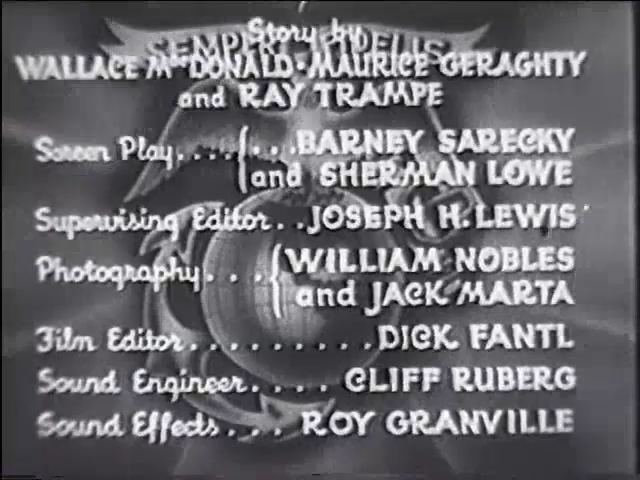 Story by
SEMPER FIDELIS
WALLACE MacDONALD · MAURICE GERAGHTY
and RAY TRAMPE
Screen Play....{...BARNEY SARECKY
and SHERMAN LOWE
Supervising Editor..JOSEPH H. LEWIS
Photography...{WILLIAM NOBLES
and JACK MARTA
Film Editor.........DICK FANTL
Sound Engineer.... CLIFF RUBERG
Sound Effects... . ROY GRANVILLE